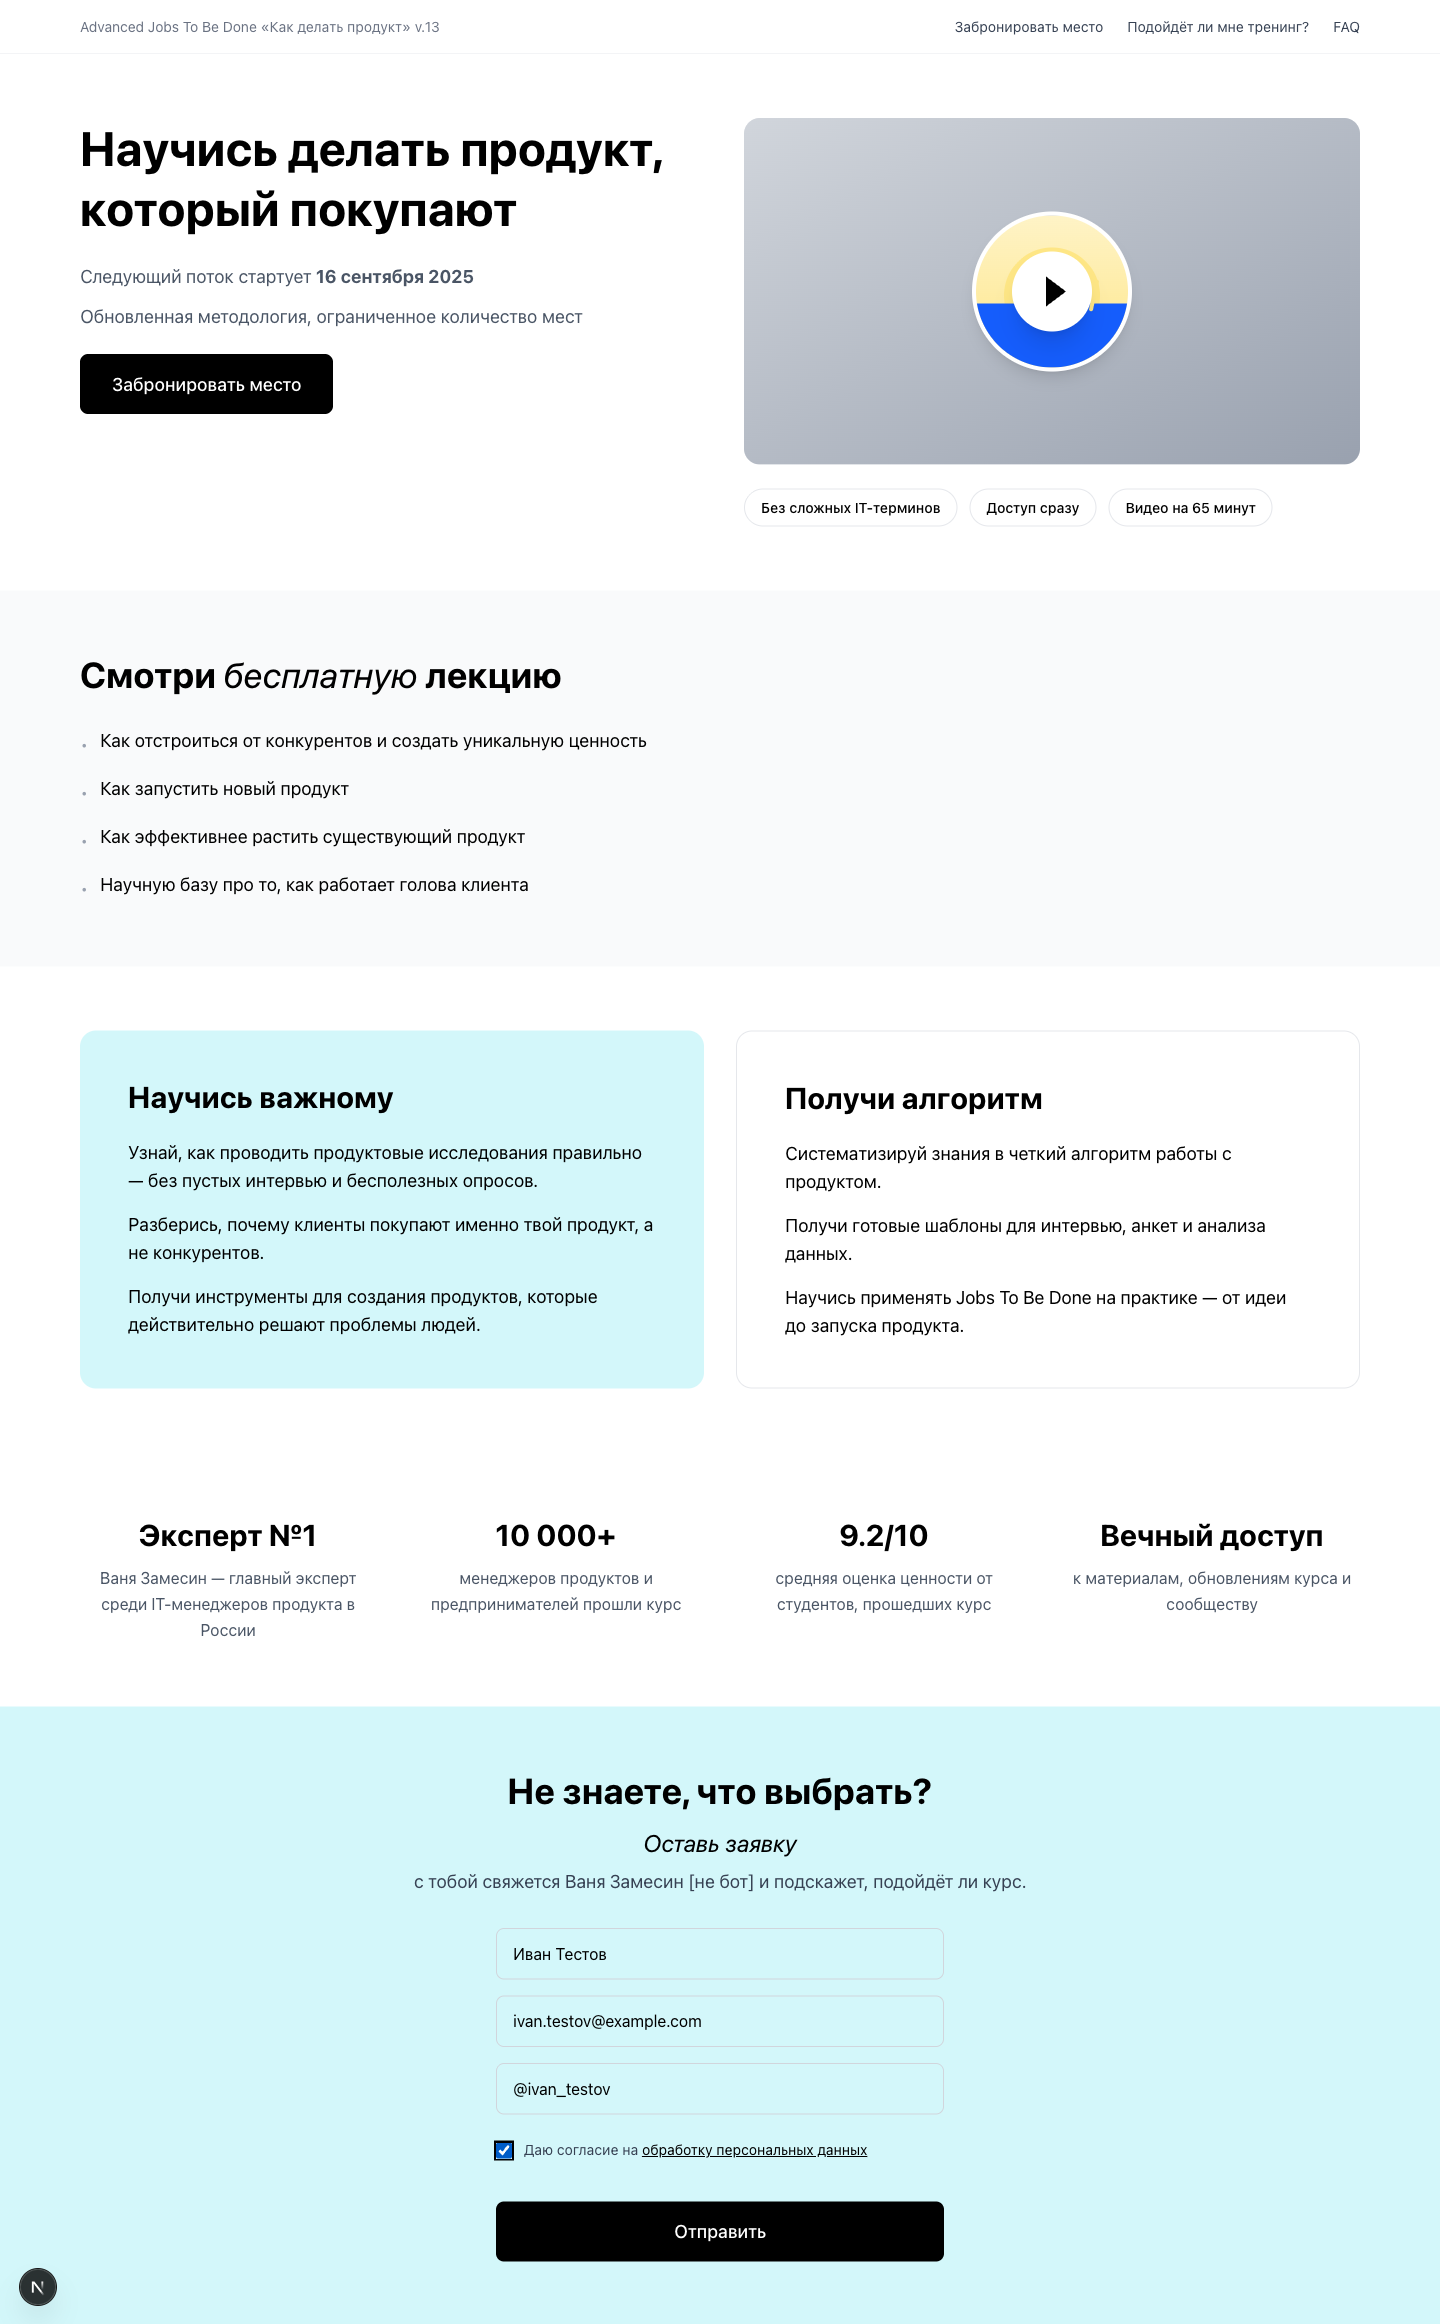 Advanced Jobs To Be Done «Как делать продукт» v.13
Забронировать место
Подойдёт ли мне тренинг?
FAQ
Научись делать продукт,
который покупают
Следующий поток стартует 16 сентября 2025
Обновленная методология, ограниченное количество мест
Забронировать место
Без сложных IT-терминов
Доступ сразу
Видео на 65 минут
Смотри бесплатную лекцию
Как отстроиться от конкурентов и создать уникальную ценность
Как запустить новый продукт
Как эффективнее растить существующий продукт
Научную базу про то, как работает голова клиента
Научись важному
Узнай, как проводить продуктовые исследования правильно
— без пустых интервью и бесполезных опросов.
Разберись, почему клиенты покупают именно твой продукт, а
не конкурентов.
Получи инструменты для создания продуктов, которые
действительно решают проблемы людей.
Получи алгоритм
Систематизируй знания в четкий алгоритм работы с
продуктом.
Получи готовые шаблоны для интервью, анкет и анализа
данных.
Научись применять Jobs To Be Done на практике — от идеи
до запуска продукта.
Эксперт №1
Ваня Замесин — главный эксперт
среди IT-менеджеров продукта в
России
10 000+
менеджеров продуктов и
предпринимателей прошли курс
9.2/10
средняя оценка ценности от
студентов, прошедших курс
Вечный доступ
к материалам, обновлениям курса и
сообществу
Не знаете, что выбрать?
Оставь заявку
с тобой свяжется Ваня Замесин [не бот] и подскажет, подойдёт ли курс.
Иван Тестов
ivan.testov@example.com
@ivan_testov
Даю согласие на обработку персональных данных
Отправить
N